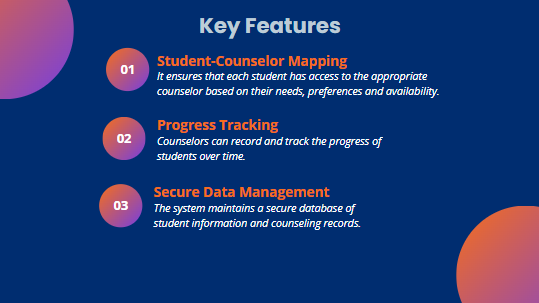 Key Features
01
Student-Counselor Mapping
It ensures that each student has access to the appropriate
counselor based on their needs, preferences and availability.
02
Progress Tracking
Counselors can record and track the progress of
students over time.
03
Secure Data Management
The system maintains a secure database of
student information and counseling records.